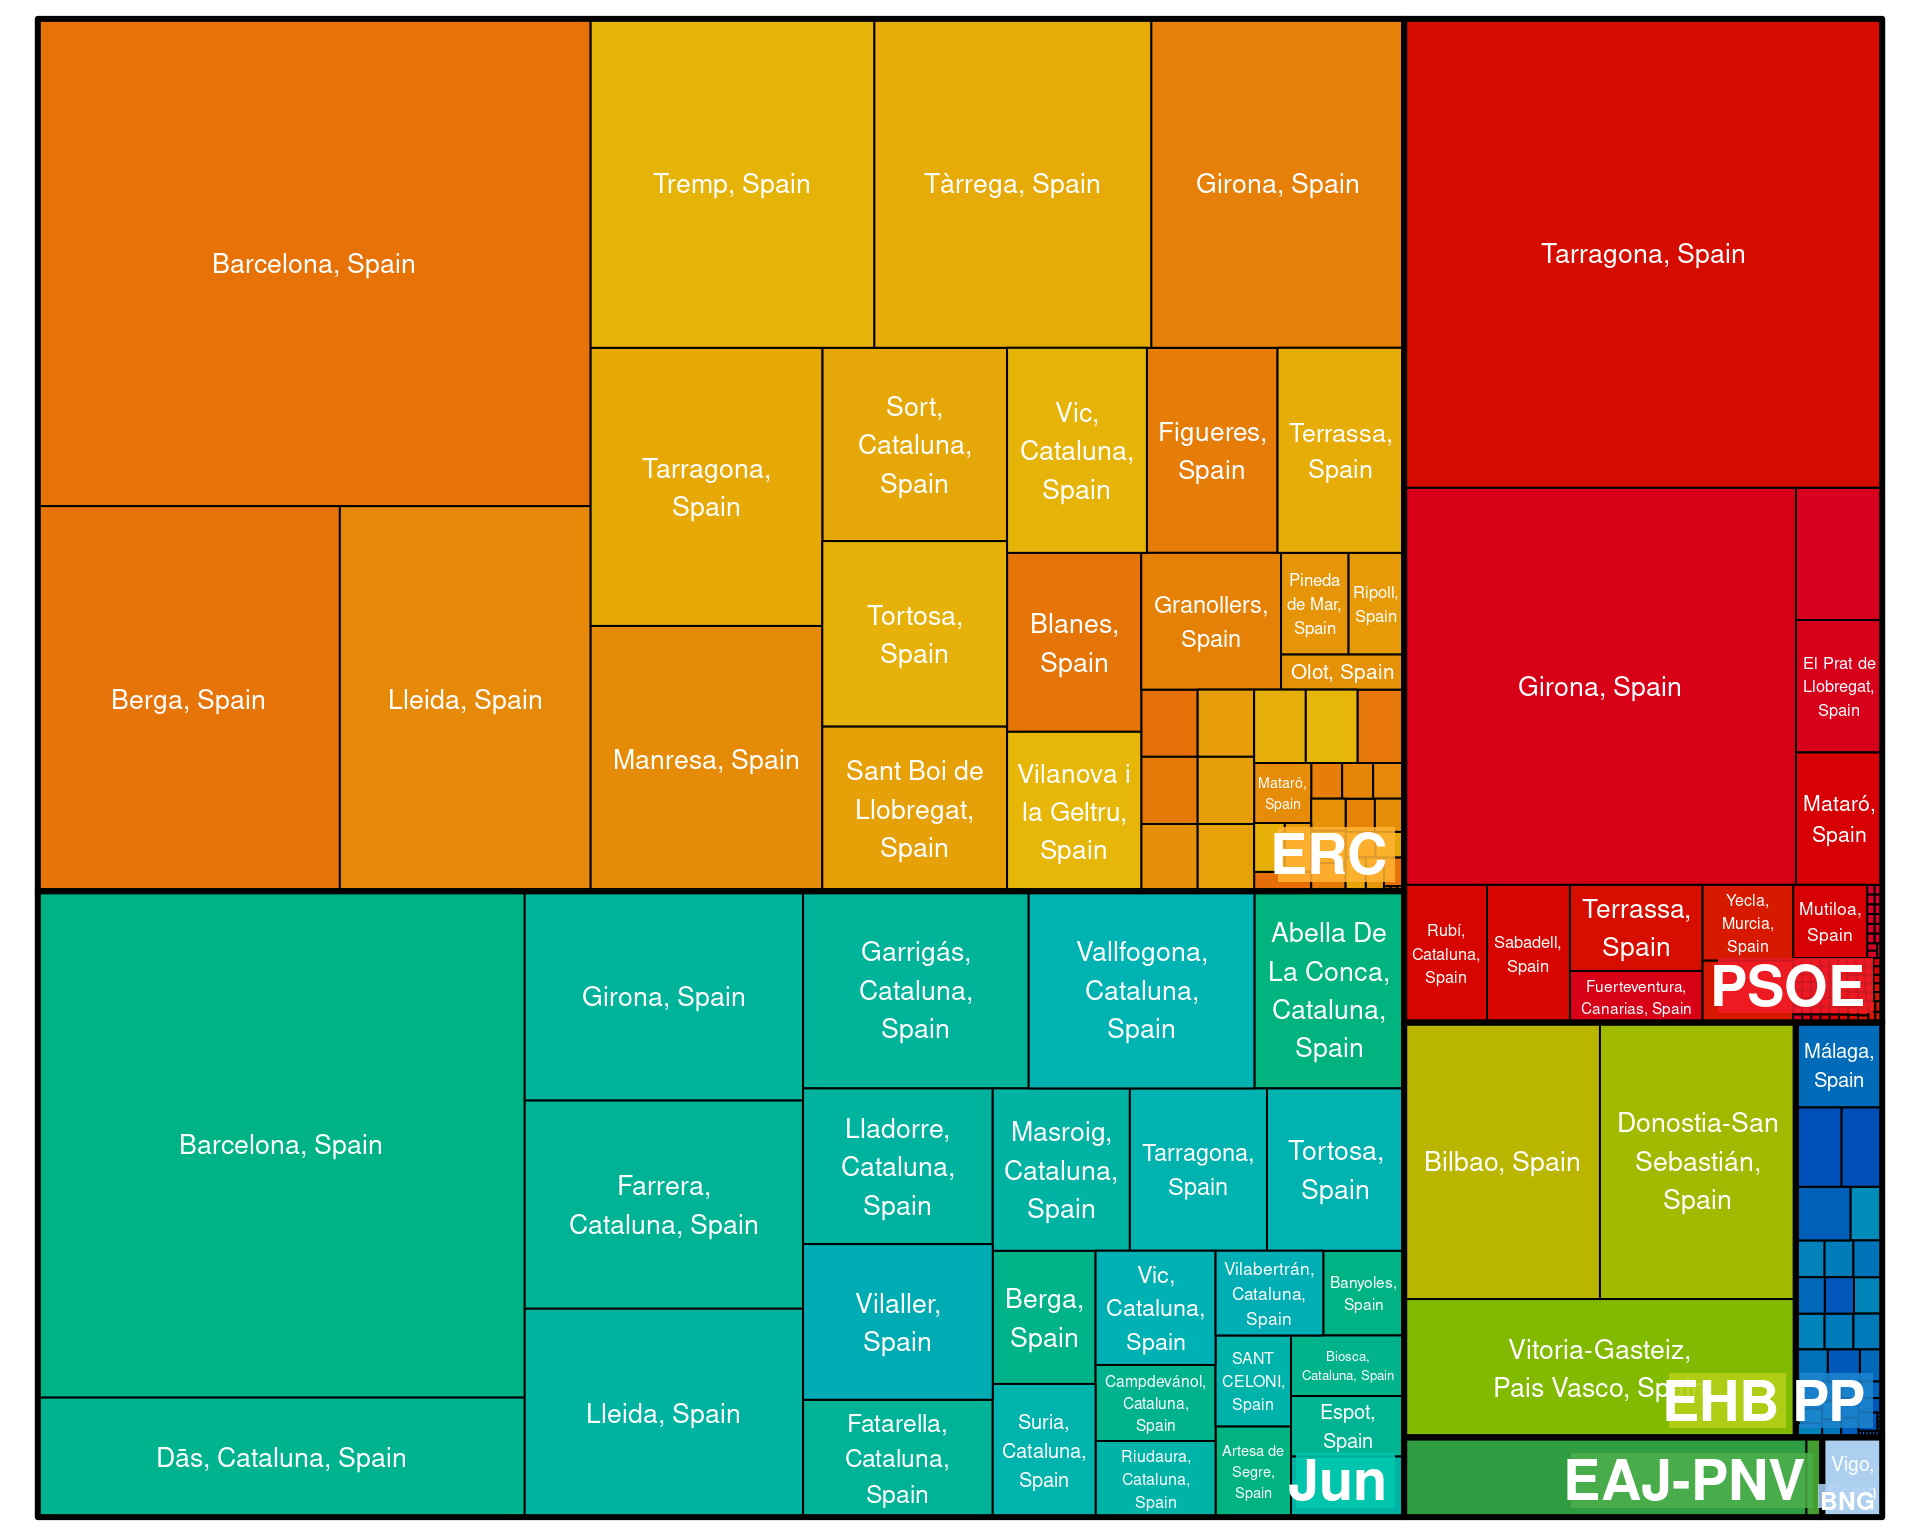 Barcelona, Spain
Tremp, Spain
Tàrrega, Spain
Girona, Spain
Tarragona,
Spain
Sort,
Cataluna,
Spain
Vic,
Cataluna,
Spain
Figueres,
Spain
Terrassa,
Spain
Berga, Spain
Lleida, Spain
Manresa, Spain
Tortosa,
Spain
Sant Boi de
Llobregat,
Spain
Blanes,
Spain
Vilanova i
la Geltru,
Spain
Granollers,
Spain
Pineda
de Mar,
Spain
Ripoll,
Spain
Olot, Spain
Mataró,
Spain
ERC
Tarragona, Spain
Girona, Spain
El Prat de
Llobregat,
Spain
Mataró,
Spain
Rubí,
Cataluna,
Spain
Sabadell,
Spain
Terrassa,
Spain
Fuerteventura,
Canarias, Spain
Yecla,
Murcia,
Spain
Mutiloa,
Spain
PSOE
Barcelona, Spain
Dās, Cataluna, Spain
Girona, Spain
Farrera,
Cataluna, Spain
Lleida, Spain
Garrigás,
Cataluna,
Spain
Vallfogona,
Cataluna,
Spain
Abella De
La Conca,
Cataluna,
Spain
Lladorre,
Cataluna,
Spain
Masroig,
Cataluna,
Spain
Tarragona,
Spain
Tortosa,
Spain
Vilaller,
Spain
Fatarella,
Cataluna,
Spain
Berga,
Spain
Suria,
Cataluna,
Spain
Vic,
Cataluna,
Spain
Campdevánol,
Cataluna,
Spain
Riudaura,
Cataluna,
Spain
Vilabertrán,
Cataluna,
Spain
Banyoles,
Spain
SANT
CELONI,
Spain
Biosca,
Cataluna, Spain
Espot,
Spain
Artesa de
Segre,
Spain
Jun
Bilbao, Spain
Donostia-San
Sebastián,
Spain
Vitoria-Gasteiz,
Pais Vasco, Sp
EHB
Málaga,
Spain
PP
EAJ-PNV
Vigo,
BNG